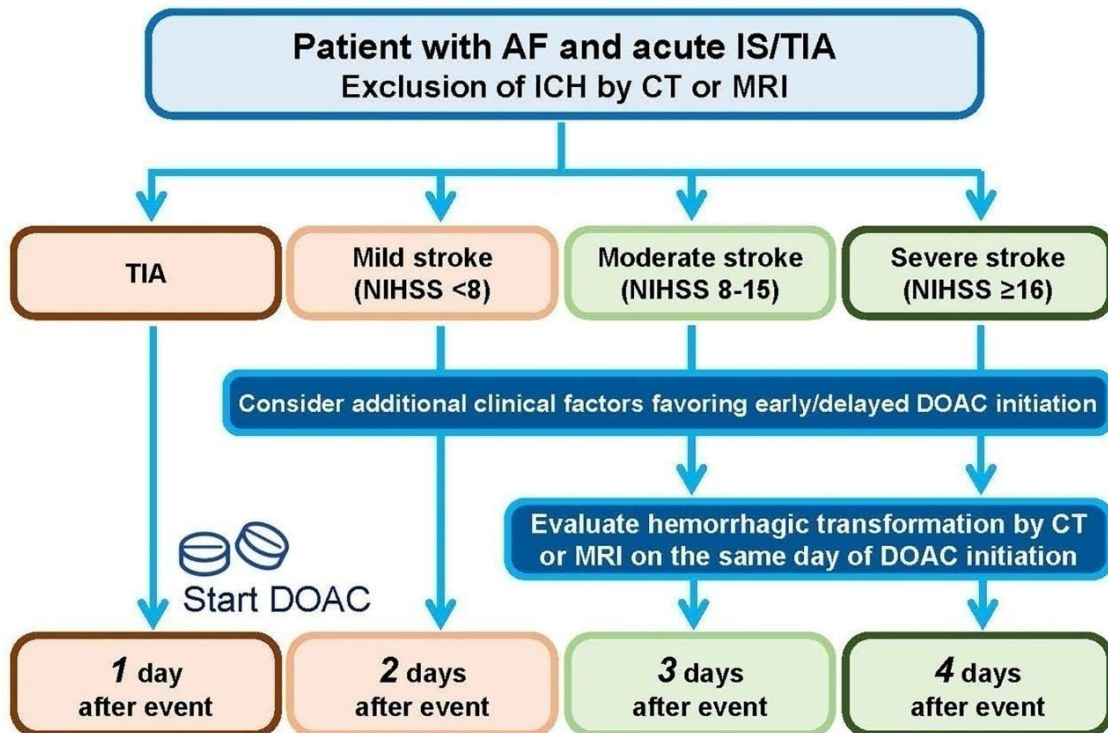 Patient with AF and acute IS/TIA
Exclusion of ICH by CT or MRI
TIA
Mild stroke
(NIHSS <8)
Moderate stroke
(NIHSS 8-15)
Severe stroke
(NIHSS ≥16)
Consider additional clinical factors favoring early/delayed DOAC initiation
Evaluate hemorrhagic transformation by CT
or MRI on the same day of DOAC initiation
Start DOAC
1 day
after event
2 days
after event
3 days
after event
4 days
after event